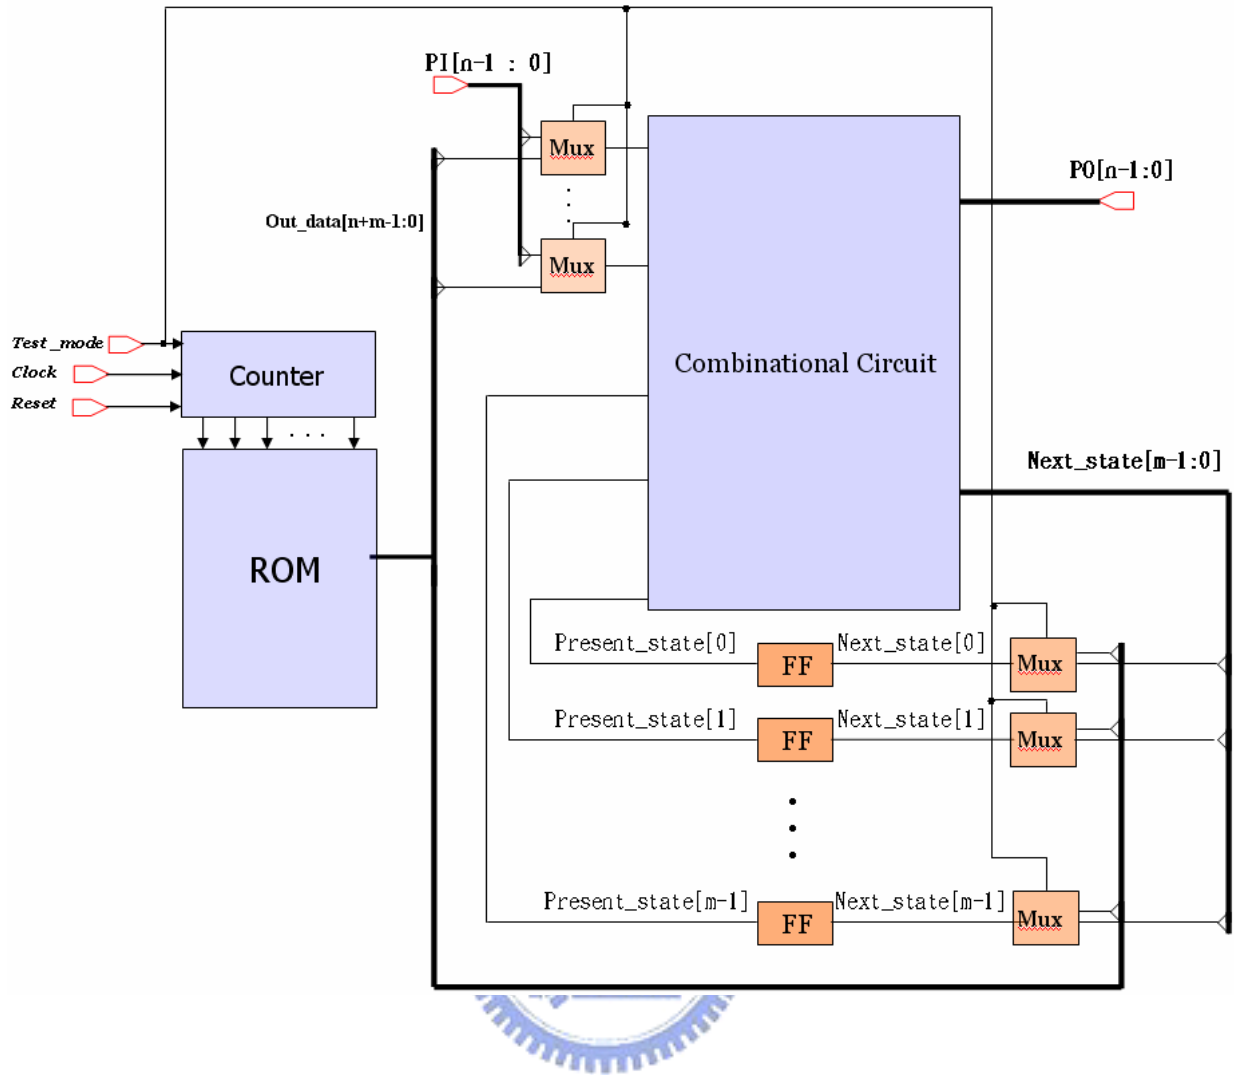 PI[n-1 : 0]
Mux
PO[n-1:0]
Out_data[n+m-1:0]
Mux
Test_mode
Clock
Reset
Counter
Combinational Circuit
Next_state[m-1:0]
ROM
Present_state[0]
FF
Next_state[0]
Mux
Present_state[1]
FF
Next_state[1]
Mux
Present_state[m-1]
FF
Next_state[m-1]
Mux